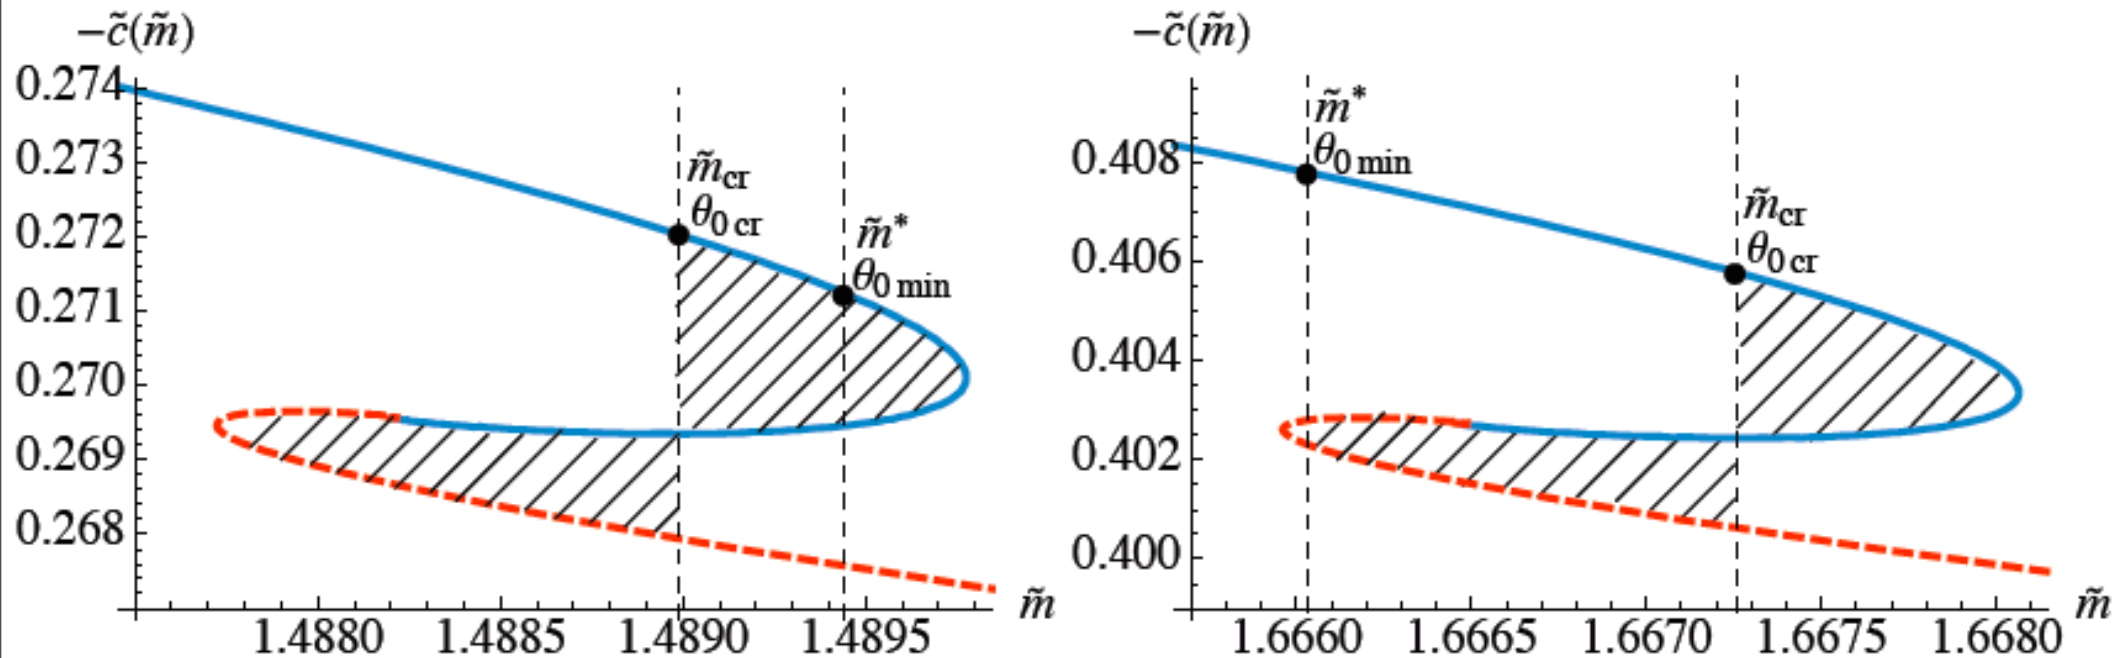 −c̃(m̃)
0.274
0.273
0.272
0.271
0.270
0.269
0.268
m̃cr
θ0 cr
m̃*
θ0 min
1.4880 1.4885 1.4890 1.4895
m̃
−c̃(m̃)
0.408
0.406
0.404
0.402
0.400
m̃*
θ0 min
m̃cr
θ0 cr
1.6660 1.6665 1.6670 1.6675 1.6680
m̃